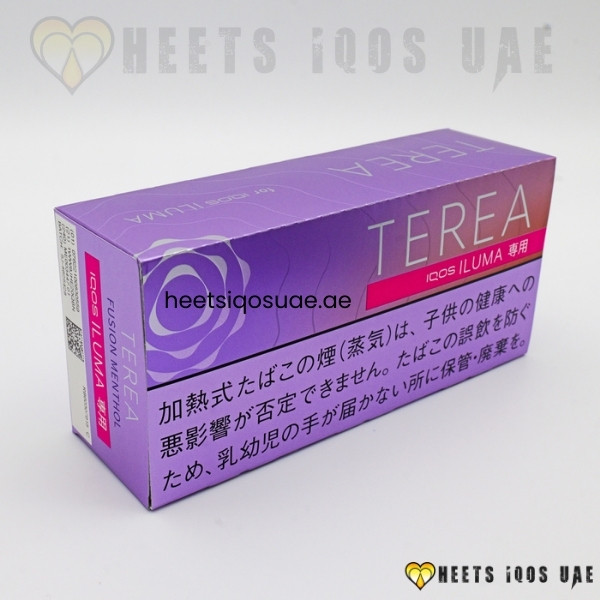 HEETS iQOS UAE
TEREA
for IQOS ILUMA
TEREA
IQOS ILUMA 専用
heetsiqosuae.ae
加熱式たばこの煙(蒸気)は、子供の健康への
悪影響が否定できません。たばこの誤飲を防ぐ
ため、乳幼児の手が届かない所に保管・廃棄を。
TEREA
FUSION MENTHOL
IQOS ILUMA 専用
HEETS iQOS UAE